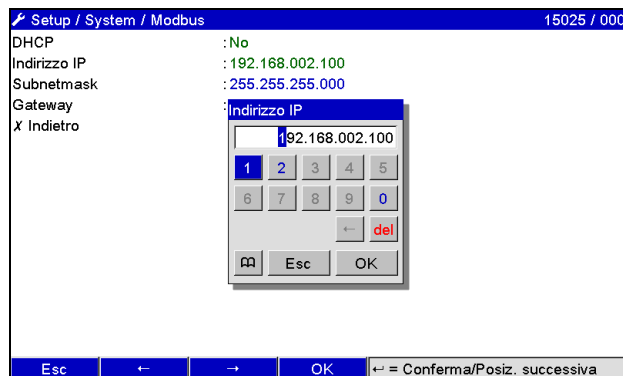 Setup / System / Modbus 15025 / 000
DHCP :No
Indirizzo IP :192.168.002.100
Subnetmask :255.255.255.000
Gateway :
X Indietro
Indirizzo IP
192.168.002.100
1 2 3 4 5
6 7 8 9 0
← del
Esc OK
Esc ← → OK ↩ = Conferma/Posiz. successiva